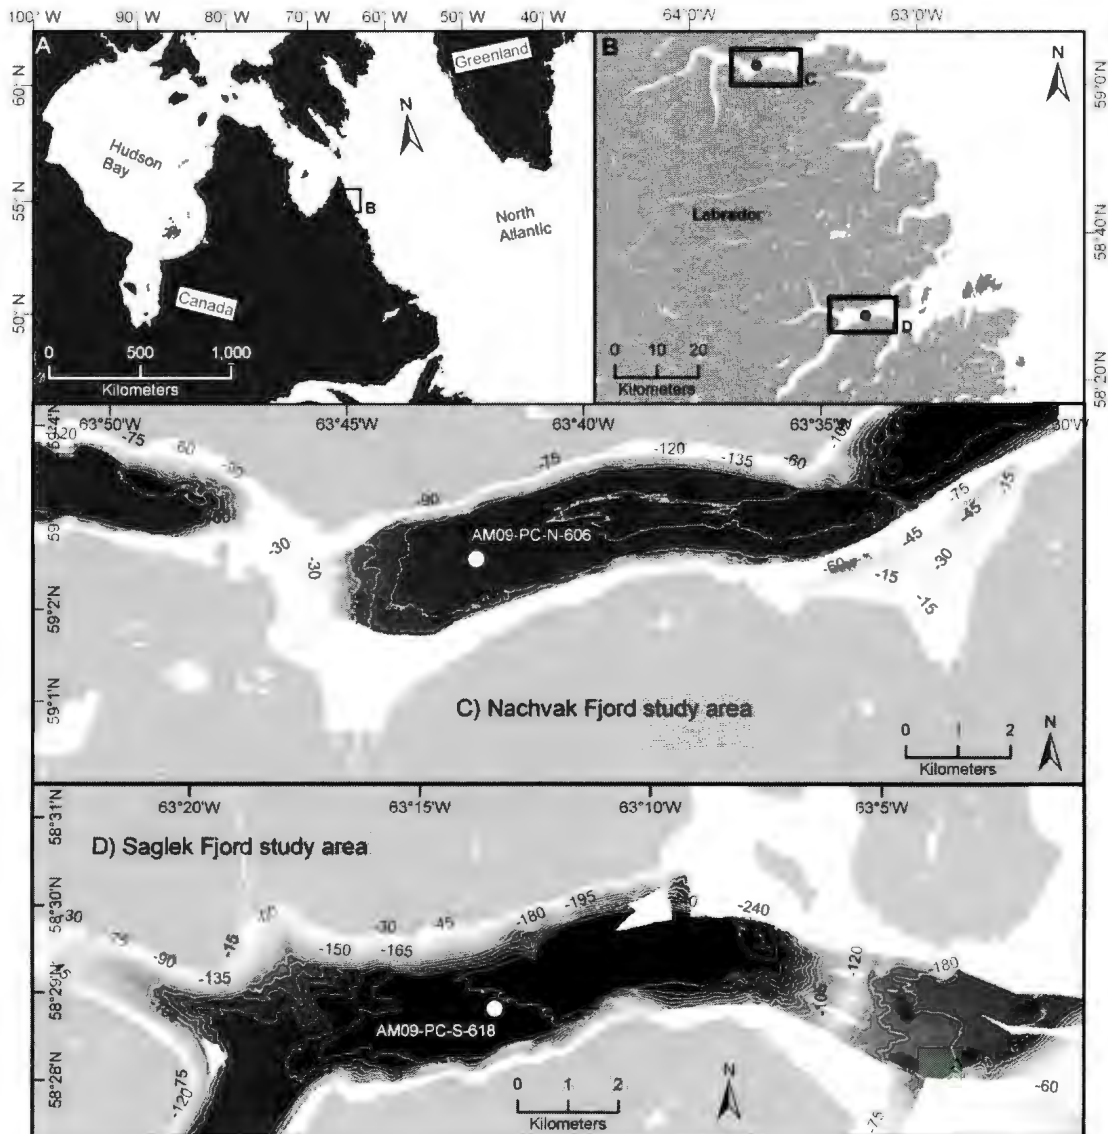 100°W 90°W 80°W 70°W 60°W 50°W 40°W
64°0'W 63°0'W
A
Greenland
60°N
N
Hudson
Bay
55°N
B
North
Atlantic
50°N
Canada
0 500 1,000
Kilometers
B
N
C
59°0'N
Labrador
58°40'N
D
0 10 20
Kilometers
58°20'N
63°50'W 63°45'W 63°40'W 63°35'W
-75
-60
-75
-120
-135
-60
-90
-30
-30
AM09-PC-N-606
-75
-15
-45
-45
-60
-15
-30
-15
59°2'N
59°1'N
C) Nachvak Fjord study area
0 1 2
Kilometers
N
63°20'W 63°15'W 63°10'W 63°5'W
58°31'N
D) Saglek Fjord study area
58°30'N
-75
-90
-135
-15
-30
-45
-150
-165
-180
-195
-240
-120
-180
58°29'N
AM09-PC-S-618
58°28'N
-120
75
0 1 2
Kilometers
N
-75
-60